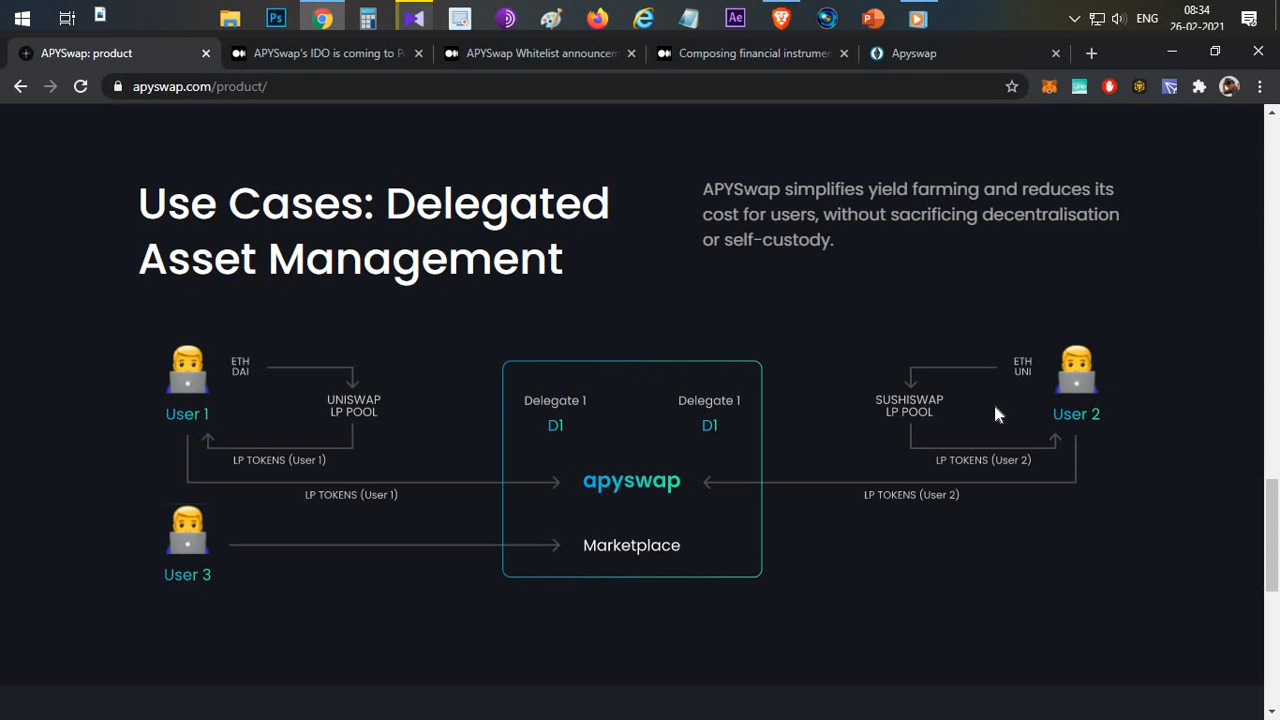 Ps
Ae
ENG
08:34
26-02-2021
APYSwap: product
APYSwap's IDO is coming to P
APYSwap Whitelist announcem
Composing financial instrumen
Apyswap
apyswap.com/product/
Use Cases: Delegated
Asset Management
APYSwap simplifies yield farming and reduces its
cost for users, without sacrificing decentralisation
or self-custody.
ETH
DAI
User 1
UNISWAP
LP POOL
LP TOKENS (User 1)
LP TOKENS (User 1)
User 3
Delegate 1
D1
Delegate 1
D1
apyswap
Marketplace
SUSHISWAP
LP POOL
ETH
UNI
User 2
LP TOKENS (User 2)
LP TOKENS (User 2)